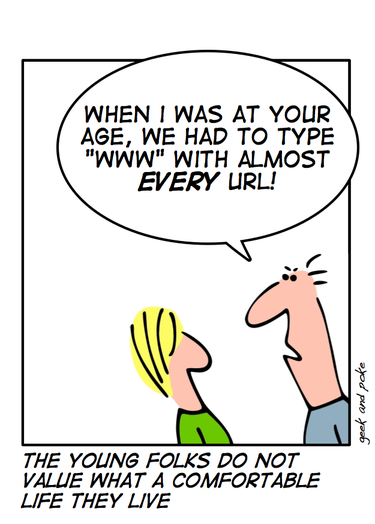 WHEN I WAS AT YOUR
AGE, WE HAD TO TYPE
"WWW" WITH ALMOST
EVERY URL!
geek and poke
THE YOUNG FOLKS DO NOT
VALUE WHAT A COMFORTABLE
LIFE THEY LIVE